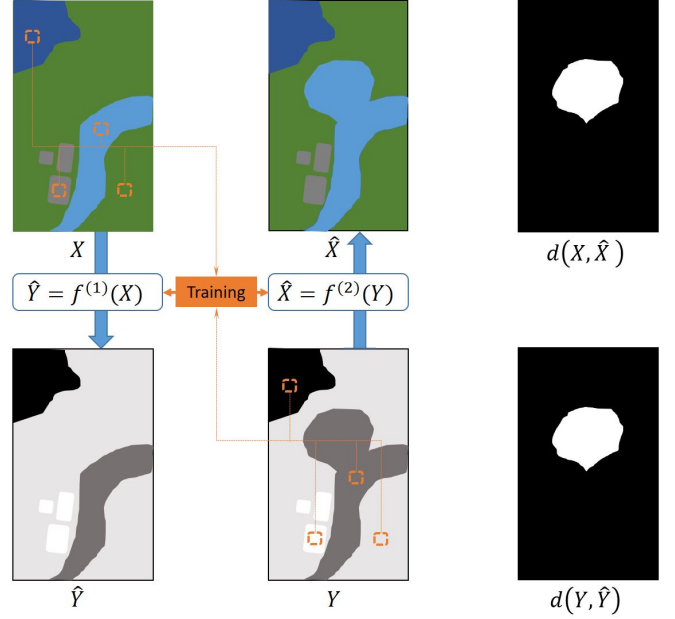 X
X̂
d(X, X̂)
Ŷ = f⁽¹⁾(X)
Training
X̂ = f⁽²⁾(Y)
Ŷ
Y
d(Y, Ŷ)